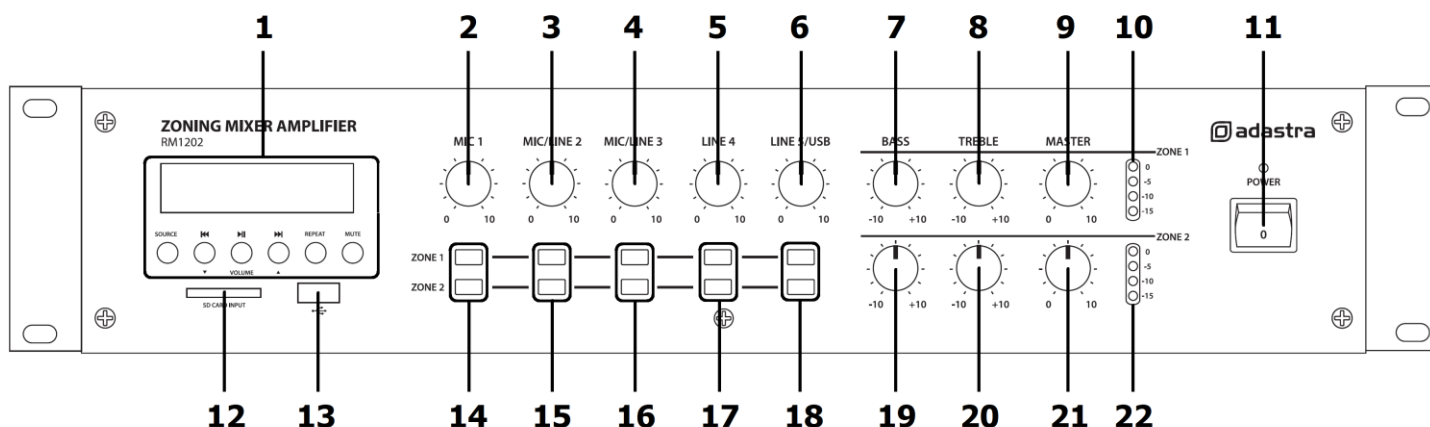 1 2 3 4 5 6 7 8 9 10 11
ZONING MIXER AMPLIFIER
RM1202
adastra
MIC 1 MIC/LINE 2 MIC/LINE 3 LINE 4 LINE 5/USB BASS TREBLE MASTER
ZONE 1
0
-5
-10
-15
POWER
0
0 10 0 10 0 10 0 10 0 10 -10 +10 -10 +10 0 10
SOURCE REPEAT MUTE
VOLUME
SD CARD INPUT
ZONE 1
ZONE 2
ZONE 2
0
-5
-10
-15
-10 +10 -10 +10 0 10
12 13 14 15 16 17 18 19 20 21 22